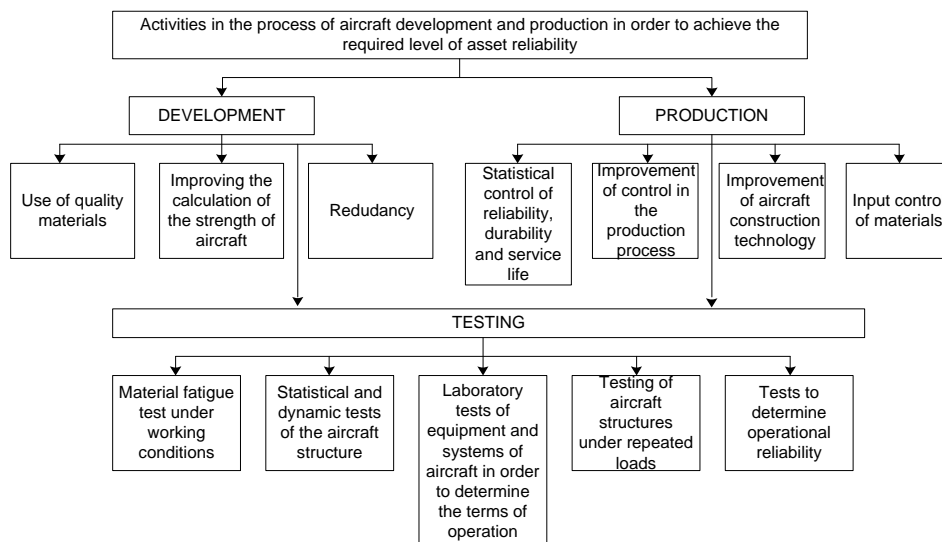 Activities in the process of aircraft development and production in order to achieve the
required level of asset reliability
DEVELOPMENT
PRODUCTION
Use of quality
materials
Improving the
calculation of
the strength of
aircraft
Redudancy
Statistical
control of
reliability,
durability
and service
life
Improvement
of control in
the
production
process
Improvement
of aircraft
construction
technology
Input control
of materials
TESTING
Material fatigue
test under
working
conditions
Statistical and
dynamic tests
of the aircraft
structure
Laboratory
tests of
equipment and
systems of
aircraft in order
to determine
the terms of
operation
Testing of
aircraft
structures
under repeated
loads
Tests to
determine
operational
reliability